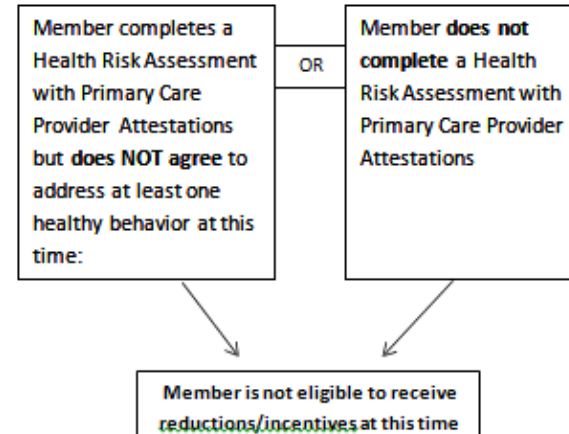 Member completes a
Health Risk Assessment
with Primary Care
Provider Attestations
but does NOT agree to
address at least one
healthy behavior at this
time:
OR
Member does not
complete a Health
Risk Assessment with
Primary Care Provider
Attestations
Member is not eligible to receive
reductions/incentives at this time